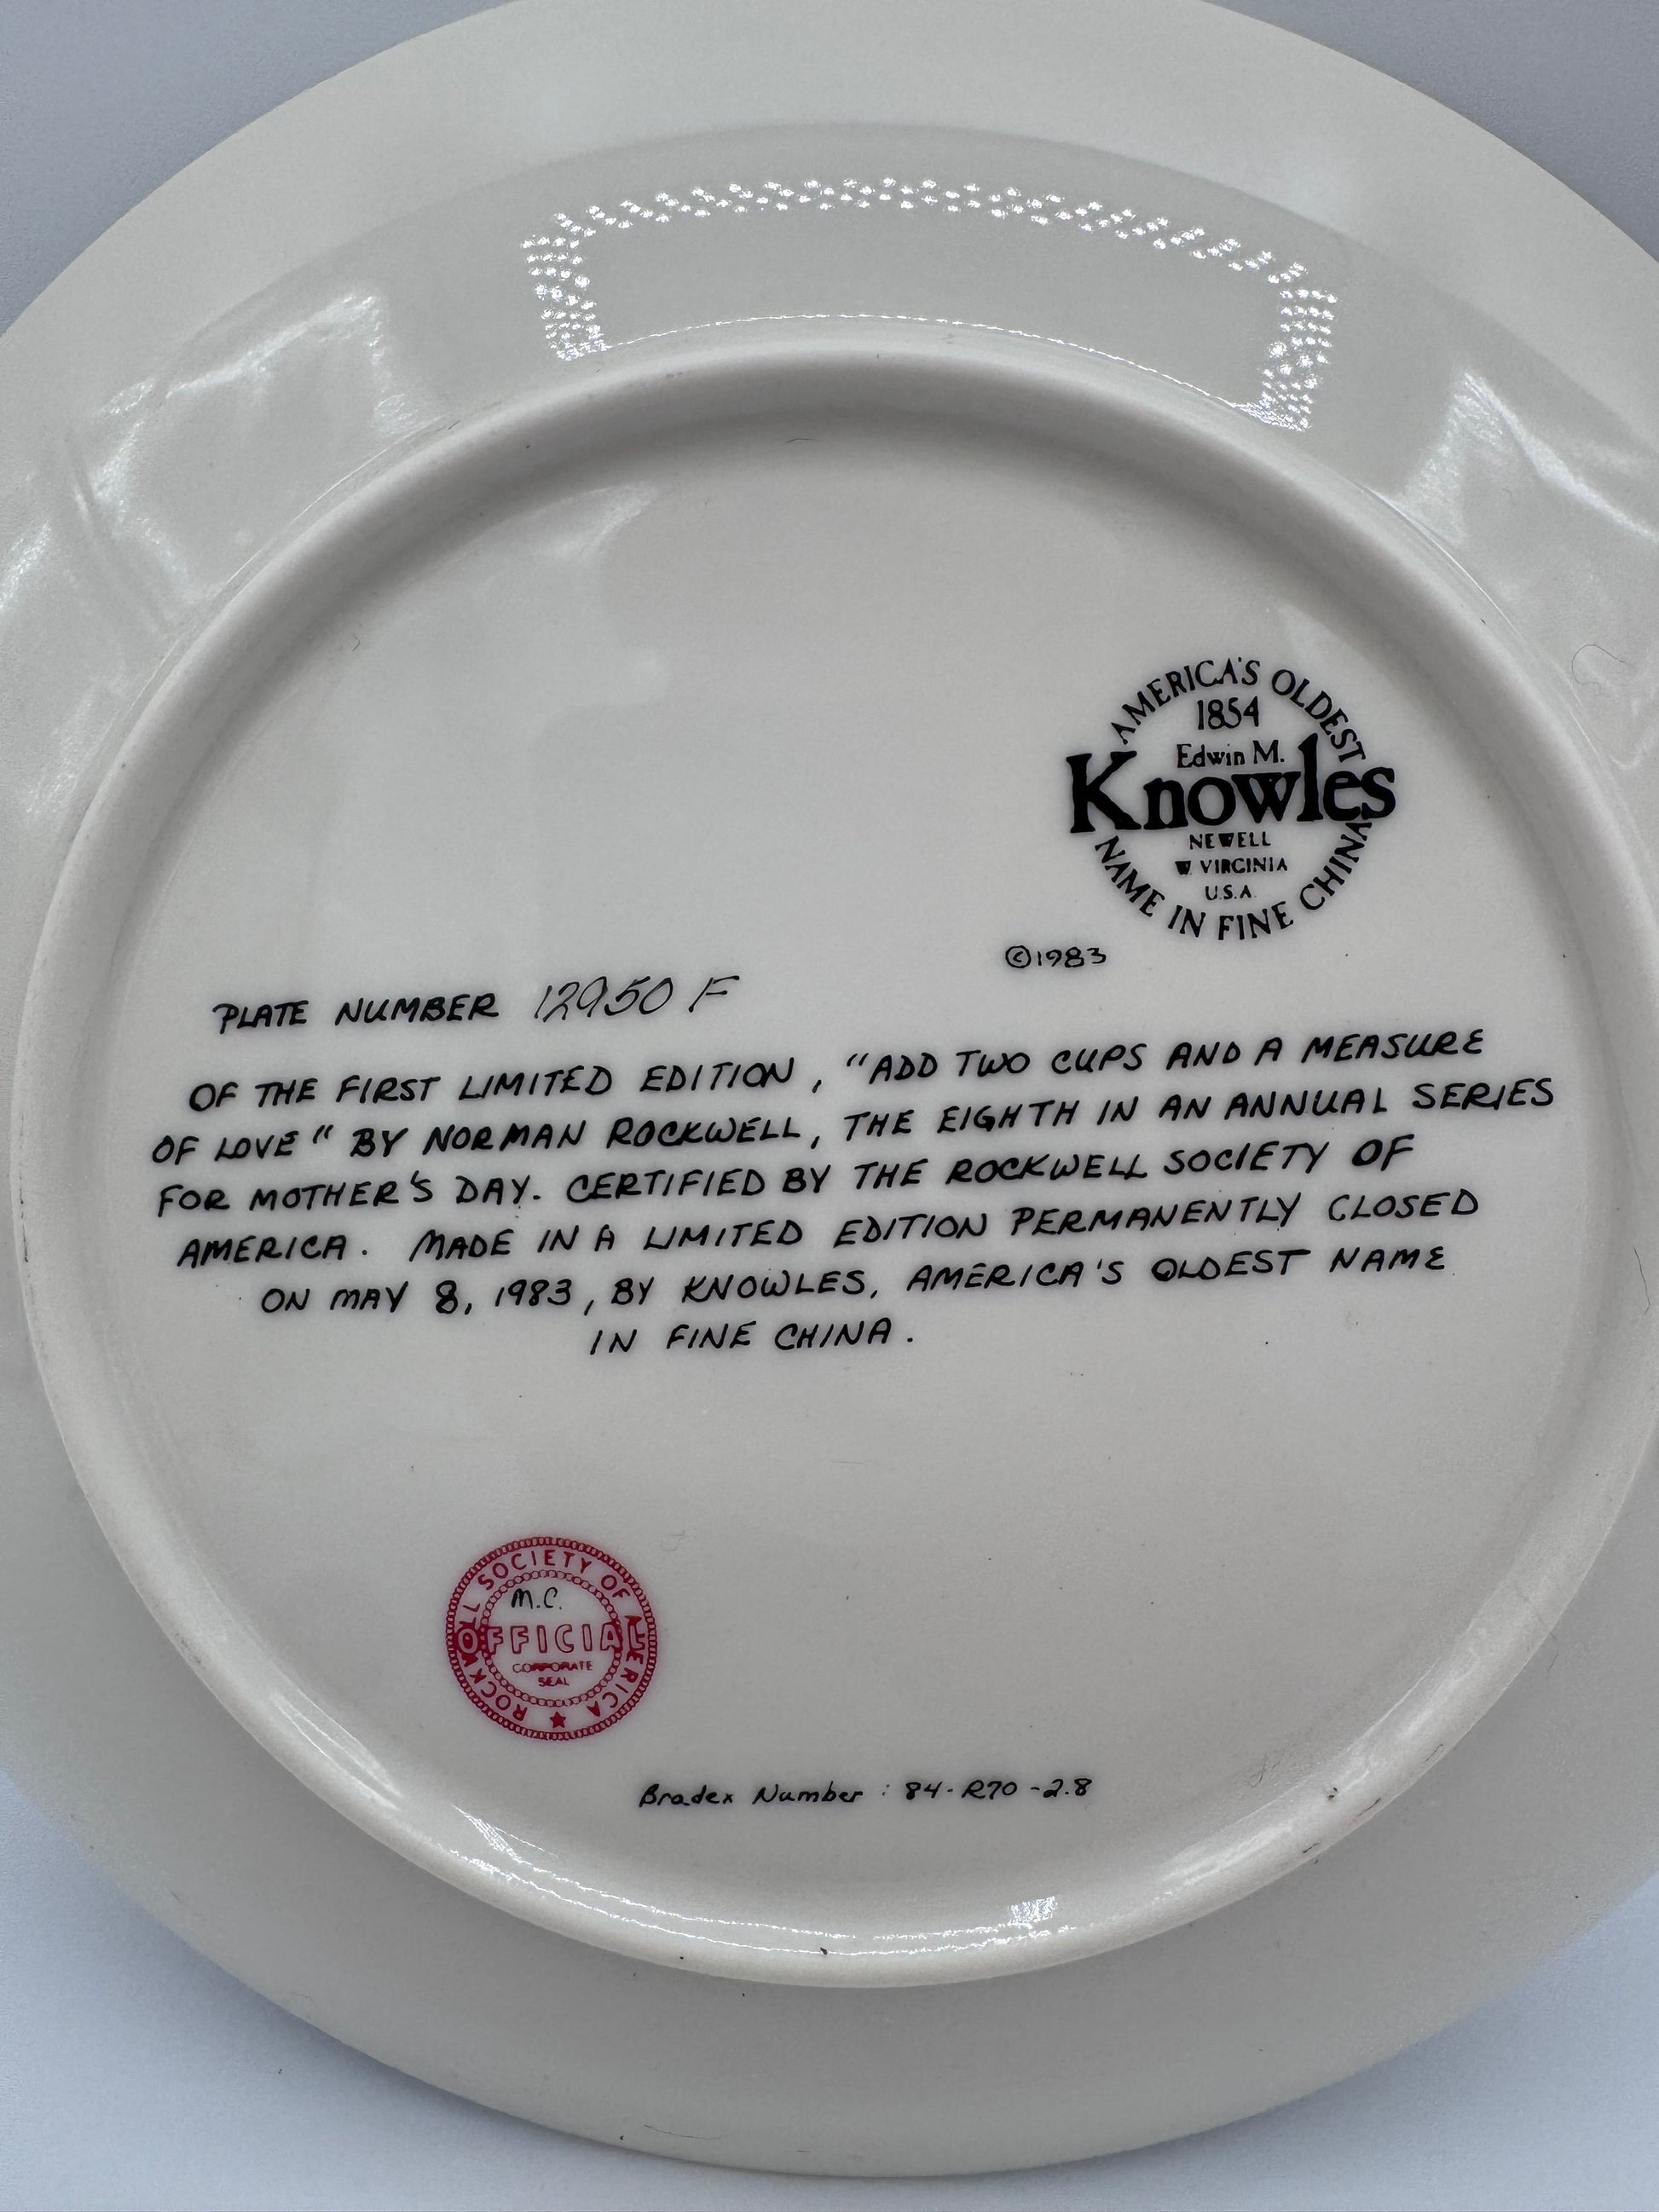 AMERICA'S OLDEST
1854
Edwin M.
Knowles
NEWELL
W. VIRGINIA
U.S.A.
NAME IN FINE CHINA
©1983
PLATE NUMBER 12950 F
OF THE FIRST LIMITED EDITION, "ADD TWO CUPS AND A MEASURE
OF LOVE" BY NORMAN ROCKWELL, THE EIGHTH IN AN ANNUAL SERIES
FOR MOTHER'S DAY. CERTIFIED BY THE ROCKWELL SOCIETY OF
AMERICA. MADE IN A LIMITED EDITION PERMANENTLY CLOSED
ON MAY 8, 1983, BY KNOWLES, AMERICA'S OLDEST NAME
IN FINE CHINA.
ROCKWELL SOCIETY OF AMERICA
M.C.
OFFICIAL
CORPORATE
SEAL
Bradex Number: 84-R70-2.8